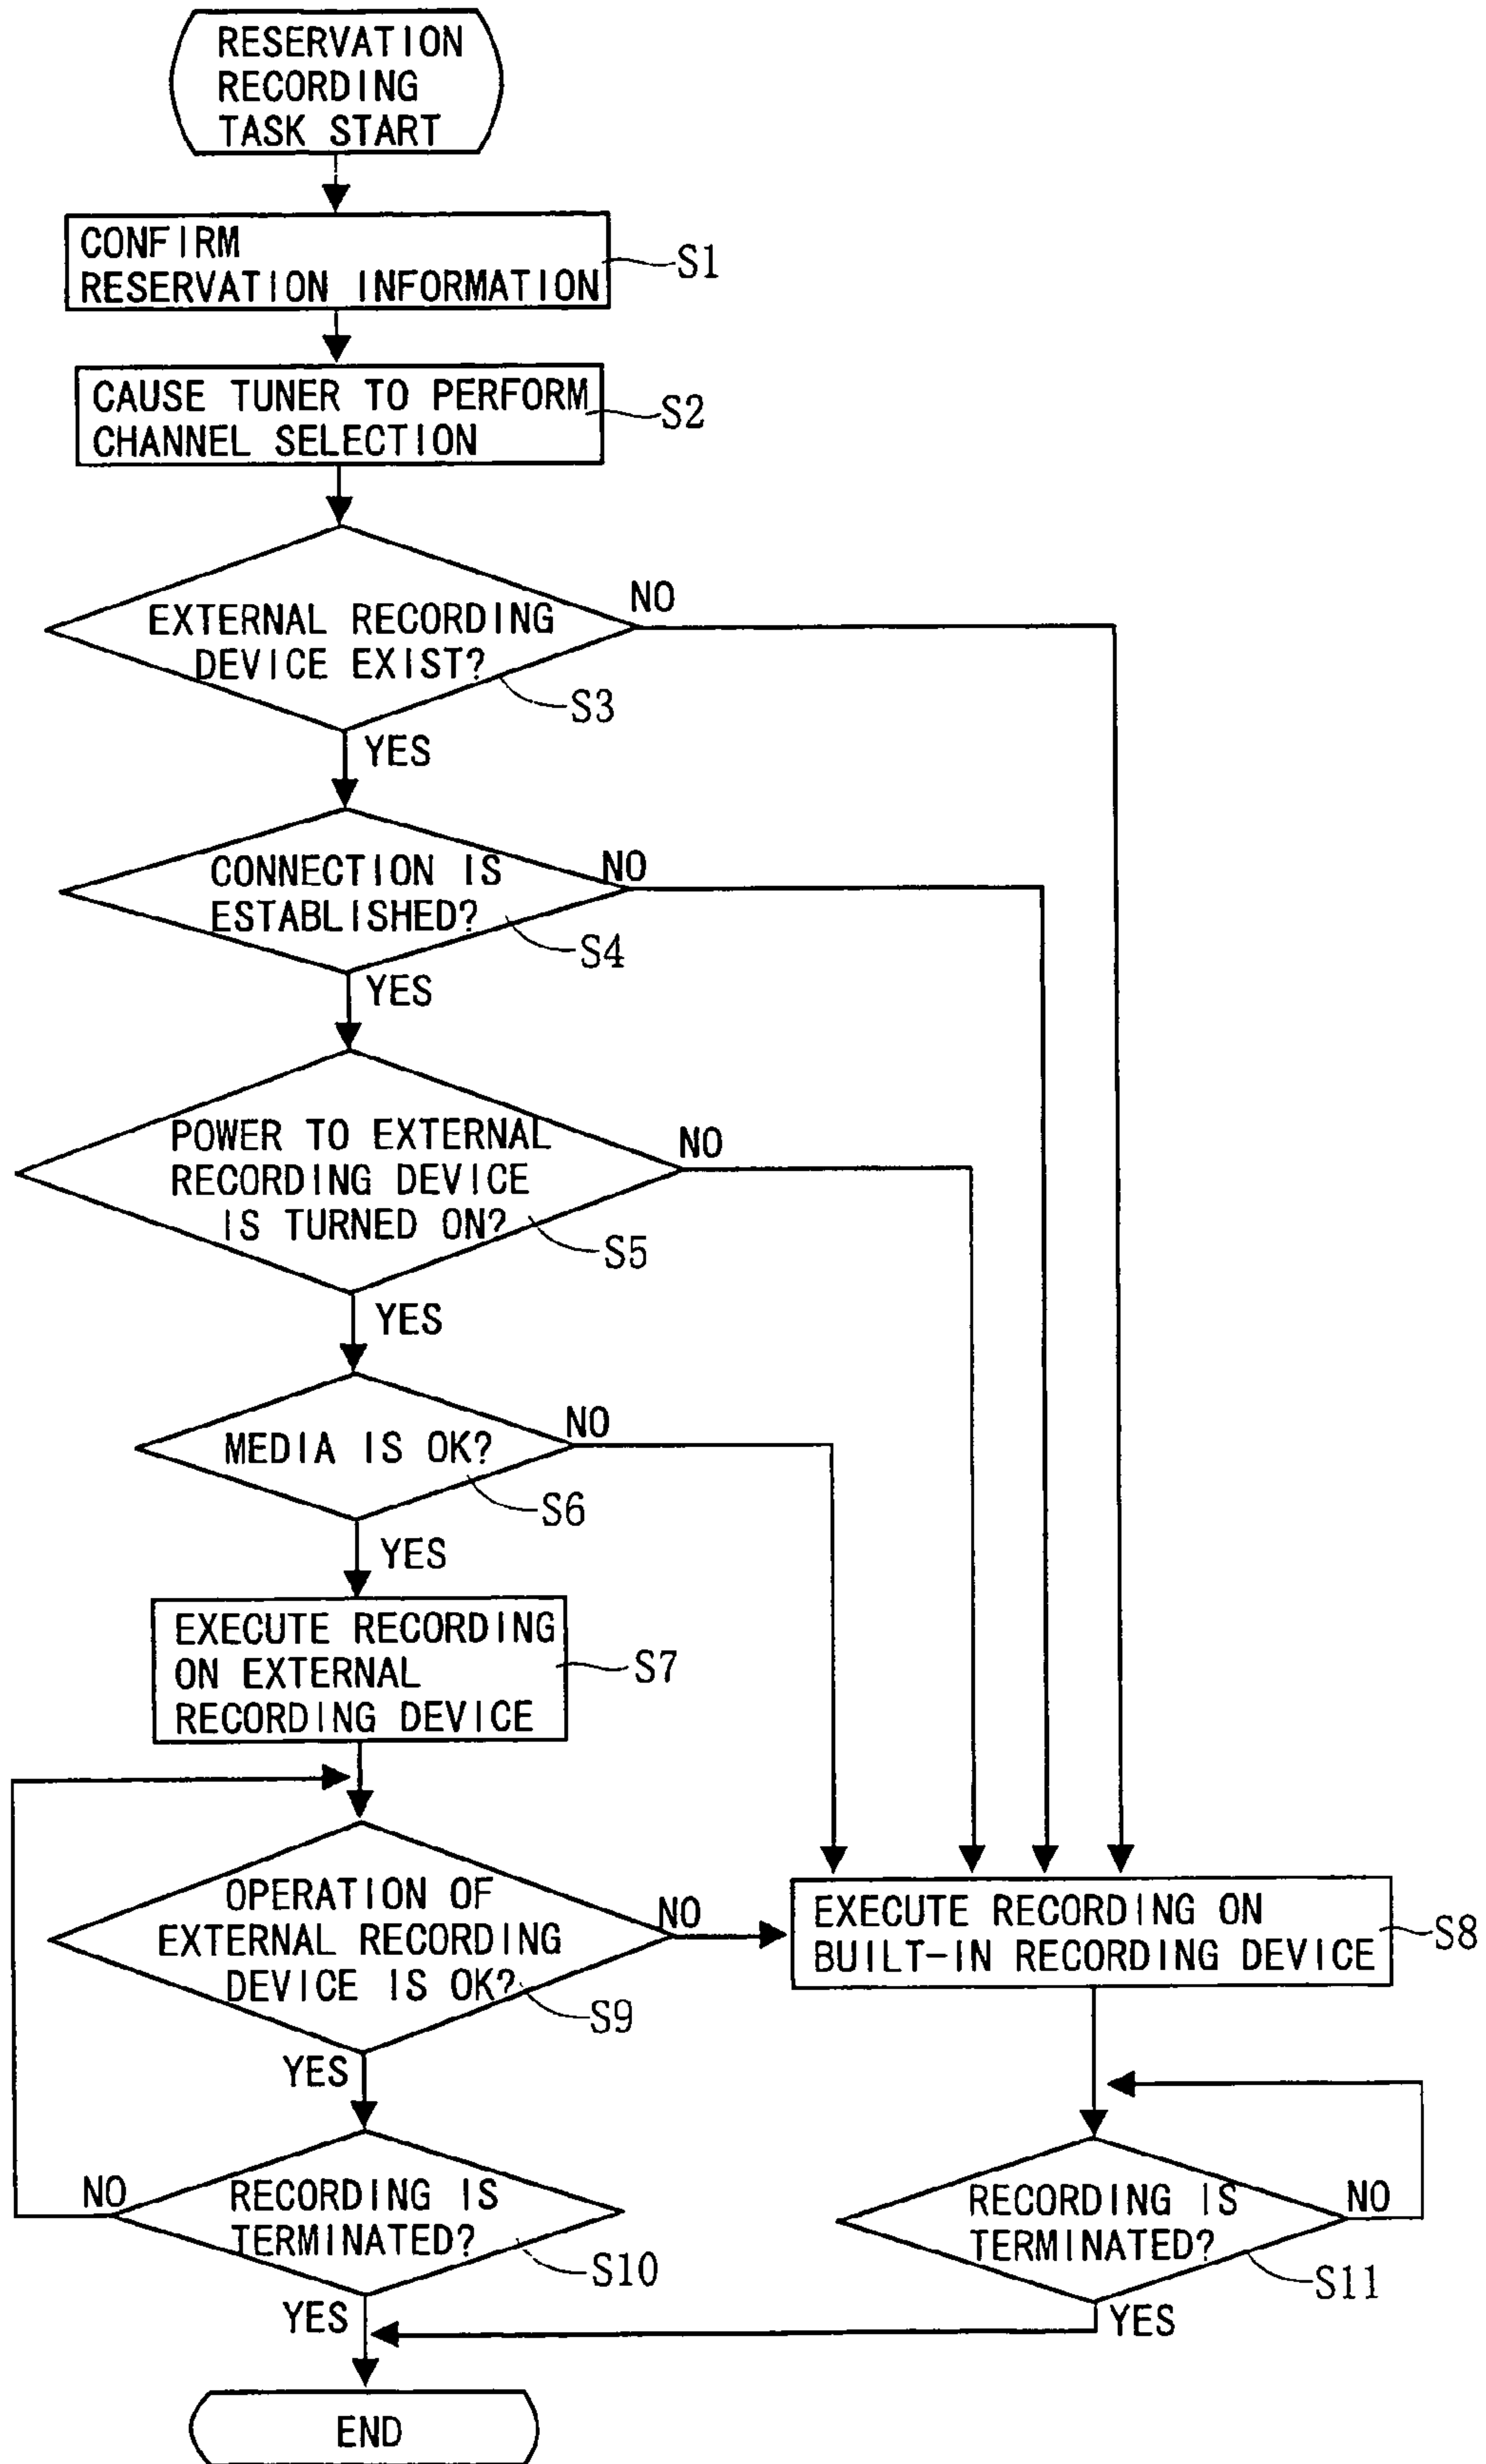 RESERVATION
RECORDING
TASK START
CONFIRM
RESERVATION INFORMATION
S1
CAUSE TUNER TO PERFORM
CHANNEL SELECTION
S2
EXTERNAL RECORDING
DEVICE EXIST?
NO
S3
YES
CONNECTION IS
ESTABLISHED?
NO
S4
YES
POWER TO EXTERNAL
RECORDING DEVICE
IS TURNED ON?
NO
S5
YES
MEDIA IS OK?
NO
S6
YES
EXECUTE RECORDING
ON EXTERNAL
RECORDING DEVICE
S7
OPERATION OF
EXTERNAL RECORDING
DEVICE IS OK?
NO
S9
YES
EXECUTE RECORDING ON
BUILT-IN RECORDING DEVICE
S8
RECORDING IS
TERMINATED?
NO
S10
YES
RECORDING IS
TERMINATED?
NO
S11
YES
END